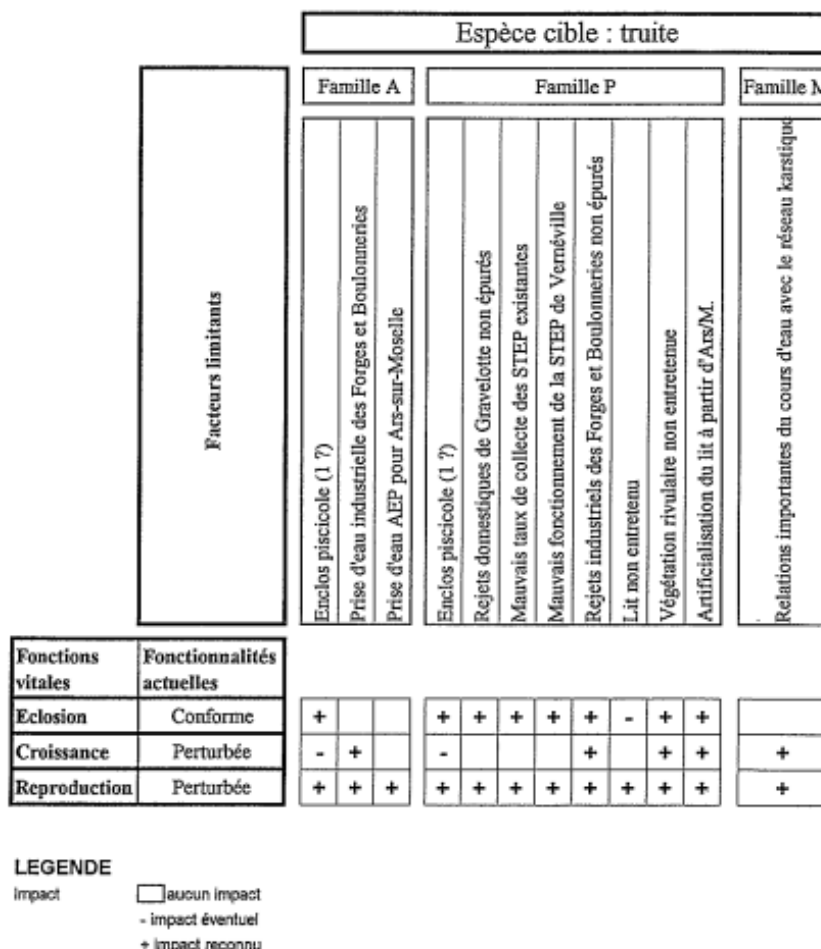 Espèce cible : truite
Famille A
Famille P
Famille M
Facteurs limitants
Enclos piscicole (1 ?)
Prise d'eau industrielle des Forges et Boulonneries
Prise d'eau AEP pour Ars-sur-Moselle
Enclos piscicole (1 ?)
Rejets domestiques de Gravelotte non épurés
Mauvais taux de collecte des STEP existantes
Mauvais fonctionnement de la STEP de Vernéville
Rejets industriels des Forges et Boulonneries non épurés
Lit non entretenu
Végétation rivulaire non entretenue
Artificialisation du lit à partir d'Ars/M.
Relations importantes du cours d'eau avec le réseau karstique
Fonctions vitales
Fonctionnalités actuelles
Eclosion Conforme + + + + + + - + +
Croissance Perturbée - + - + + + +
Reproduction Perturbée + + + + + + + + + + + +
LEGENDE
Impact aucun impact
- impact éventuel
+ impact reconnu